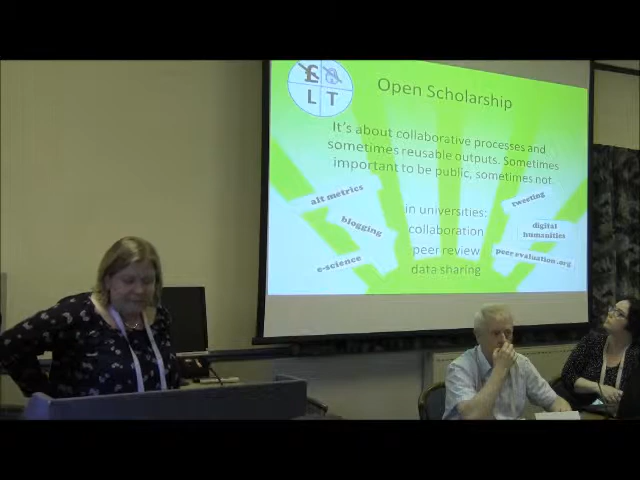 £
L T
Open Scholarship
It's about collaborative processes and
sometimes reusable outputs. Sometimes
important to be public, sometimes not
alt metrics
blogging
e-science
in universities:
collaboration
peer review
data sharing
tweeting
digital
humanities
peer evaluation .org